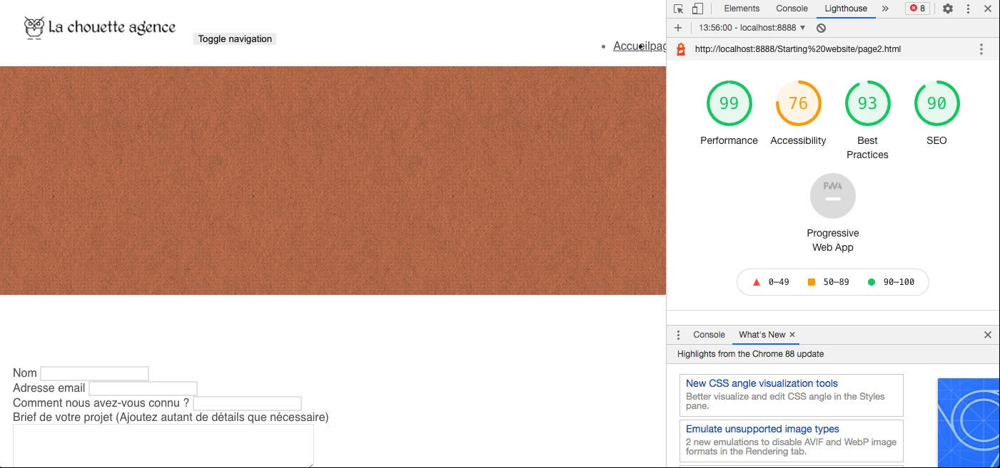 La chouette agence
Toggle navigation
Accueilpag
Nom
Adresse email
Comment nous avez-vous connu ?
Brief de votre projet (Ajoutez autant de détails que nécessaire)
Elements Console Lighthouse » 8
13:56:00 - localhost:8888
http://localhost:8888/Starting%20website/page2.html
99 76 93 90
Performance Accessibility Best Practices SEO
PWA
Progressive
Web App
0–49 50–89 90–100
Console What's New
Highlights from the Chrome 88 update
New CSS angle visualization tools
Better visualize and edit CSS angle in the Styles
pane.
Emulate unsupported image types
2 new emulations to disable AVIF and WebP image
formats in the Rendering tab.